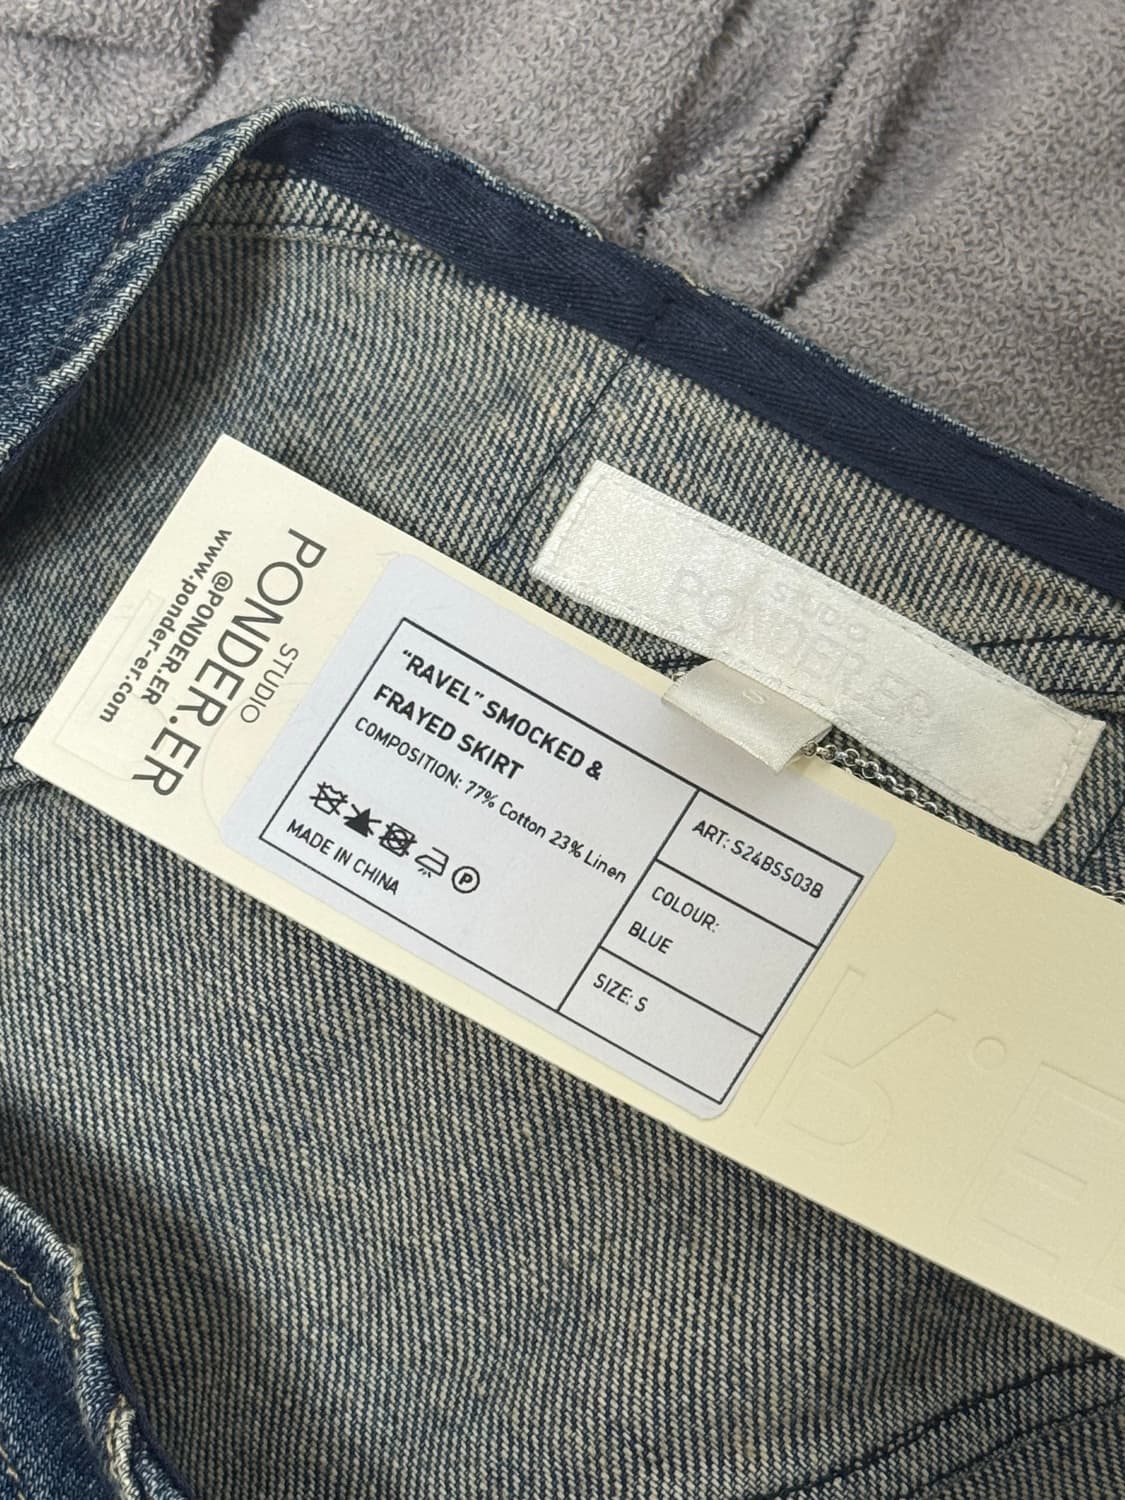 STUDIO
PONDER.ER
@PONDER.ER
www.ponder-er.com
"RAVEL" SMOCKED &
FRAYED SKIRT
COMPOSITION: 77% Cotton 23% Linen
P
MADE IN CHINA
ART: S24BSS03B
COLOUR:
BLUE
SIZE: S
STUDIO
PONDER.ER
S
R.E